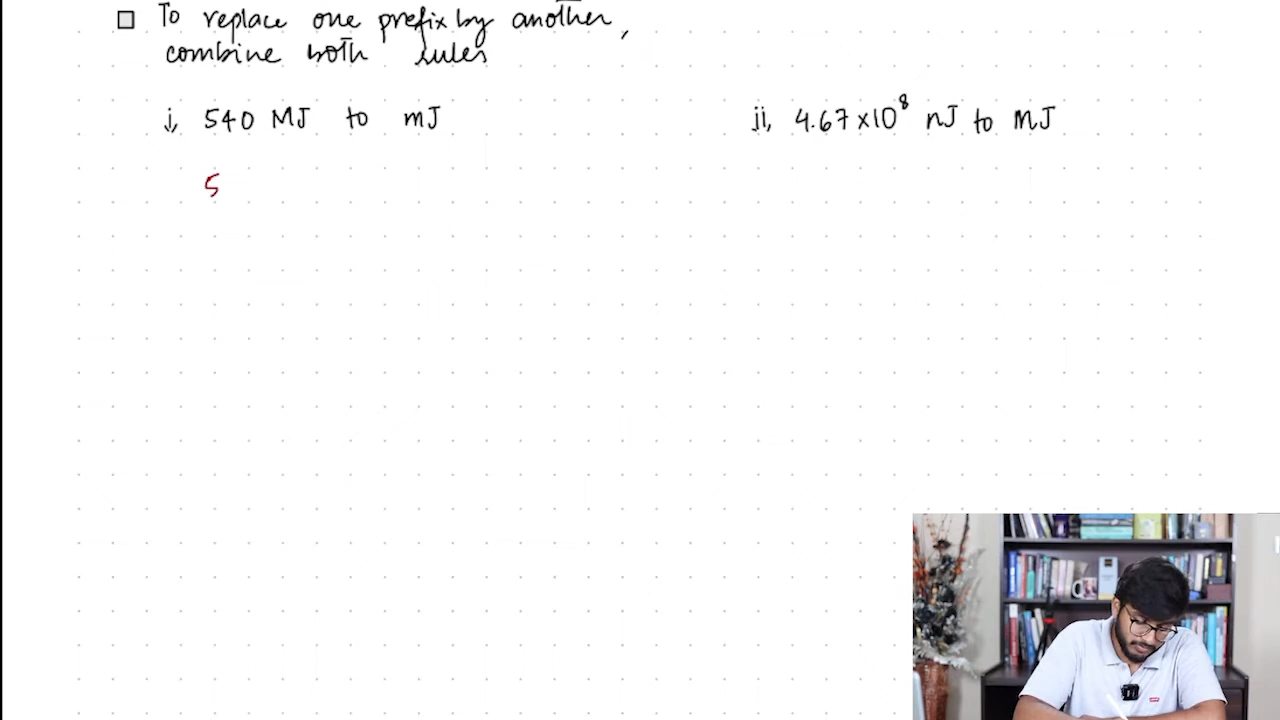 To replace one prefix by another,
combine both rules
i, 540 MJ to mJ
ii, 4.67×10⁸ nJ to MJ
5